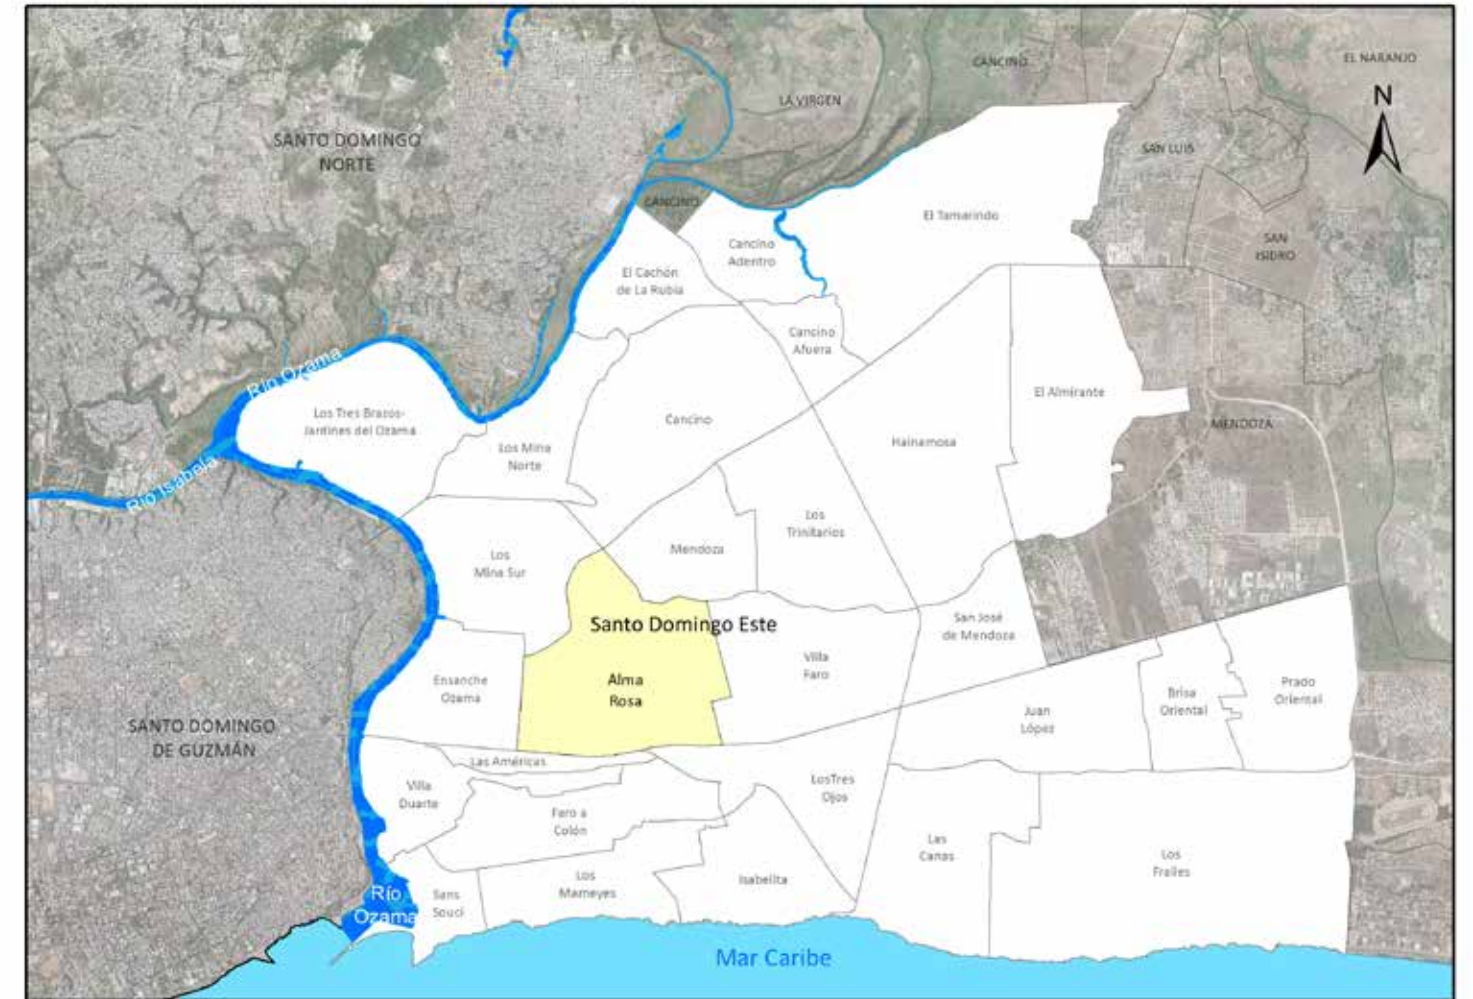 CANCINO
EL NARANJO
N
LA VIRGEN
SANTO DOMINGO
NORTE
SAN LUIS
CANCINO
El Tamarindo
Cancino
Adentro
SAN
ISIDRO
El Cachón
de La Rubia
Cancino
Afuera
Río Ozama
El Almirante
Los Tres Brazos-
Jardines del Ozama
Cancino
MENDOZA
Hainamosa
Los Mina
Norte
Río Isabela
Los
Trinitarios
Mendoza
Los
Mina Sur
Santo Domingo Este
San José
de Mendoza
Villa
Faro
Ensanche
Ozama
Alma
Rosa
Prado
Oriental
Brisa
Oriental
Juan
López
SANTO DOMINGO
DE GUZMÁN
Las Américas
LosTres
Ojos
Villa
Duarte
Faro a
Colón
Las
Canas
Los
Frailes
Los
Mameyes
Isabelita
Río
Ozama
Sans
Souci
Mar Caribe